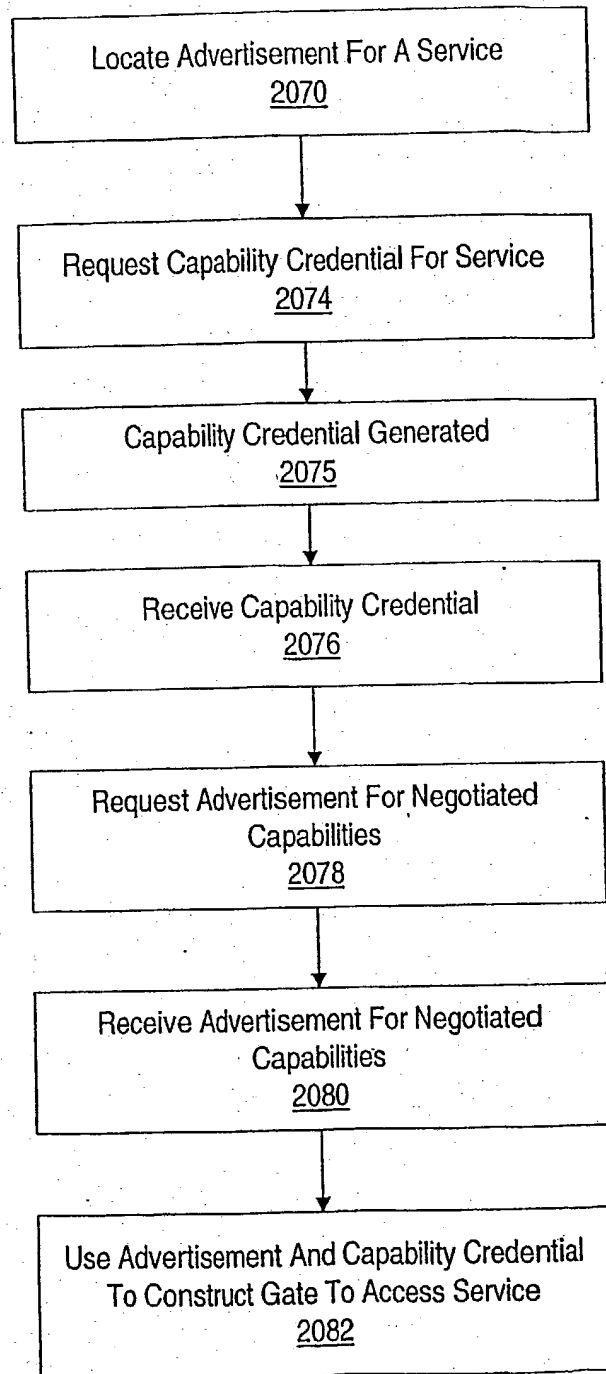 Locate Advertisement For A Service
2070
Request Capability Credential For Service
2074
Capability Credential Generated
2075
Receive Capability Credential
2076
Request Advertisement For Negotiated
Capabilities
2078
Receive Advertisement For Negotiated
Capabilities
2080
Use Advertisement And Capability Credential
To Construct Gate To Access Service
2082